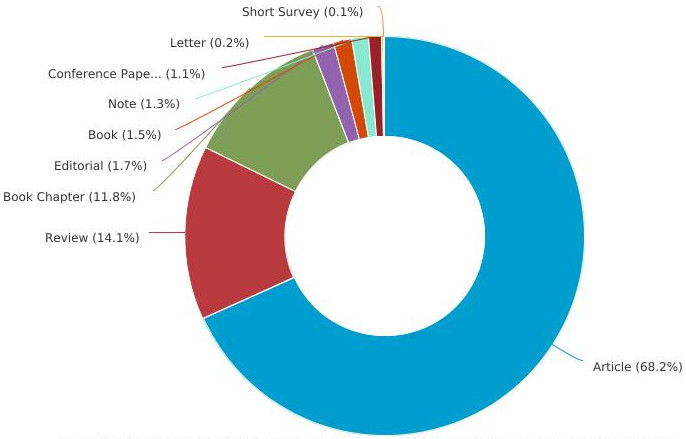 Short Survey (0.1%)
Letter (0.2%)
Conference Pape... (1.1%)
Note (1.3%)
Book (1.5%)
Editorial (1.7%)
Book Chapter (11.8%)
Review (14.1%)
Article (68.2%)